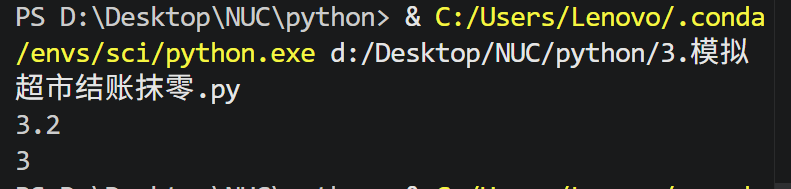 PS D:\Desktop\NUC\python> & C:/Users/Lenovo/.conda
/envs/sci/python.exe d:/Desktop/NUC/python/3.模拟
超市结账抹零.py
3.2
3